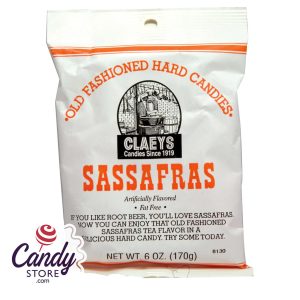 "OLD FASHIONED HARD CANDIES"
CLAEYS
Candies Since 1919
SASSAFRAS
Artificially Flavored
• Fat Free •
IF YOU LIKE ROOT BEER, YOU'LL LOVE SASSAFRAS.
NOW YOU CAN ENJOY THAT OLD FASHIONED
SASSAFRAS TEA FLAVOR IN A
DELICIOUS HARD CANDY. TRY SOME TODAY.
6130
NET WT. 6 OZ. (170g)
Candy
STORE
.com